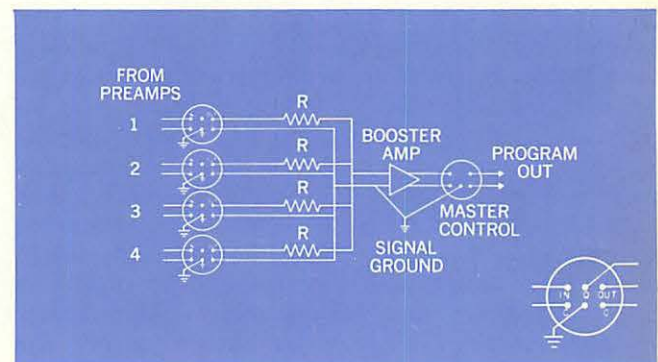 FROM
PREAMPS
1
2
3
4
R
R
R
R
BOOSTER
AMP
PROGRAM
OUT
MASTER
CONTROL
SIGNAL
GROUND
IN
OUT
C
C